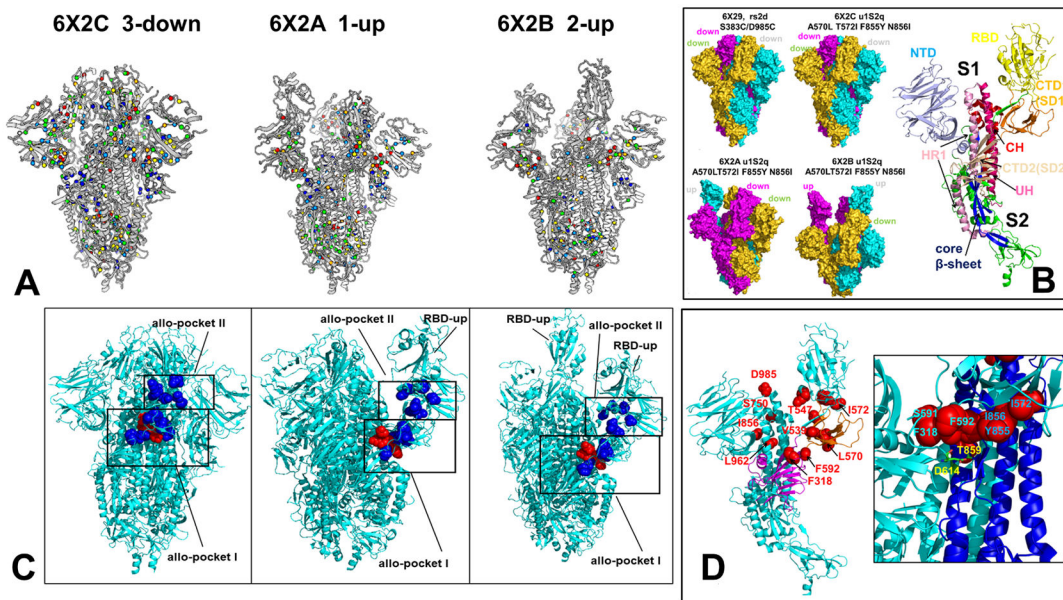 6X2C 3-down
6X2A 1-up
6X2B 2-up
A
6X29, rs2d
S383C/D985C
down
down
6X2C u1S2q
A570L T572I F855Y N856I
down
down
down
6X2A u1S2q
A570LT572I F855Y N856I
up
down
down
6X2B u1S2q
A570LT572I F855Y N856I
up
up
down
NTD
RBD
S1
CTD
(SD1
CH
HR1
CTD2(SD2
UH
S2
core
β-sheet
B
allo-pocket II
allo-pocket I
allo-pocket II
RBD-up
allo-pocket I
RBD-up
allo-pocket II
RBD-up
allo-pocket I
C
D985
S750
T547
I572
I856
V539
L962
L570
F592
F318
S591
F318
F592
I856
Y855
I572
T859
D614
D